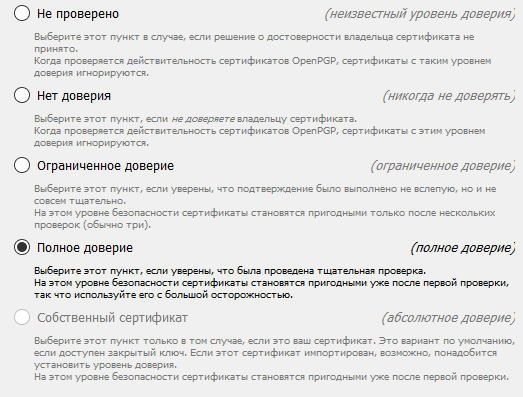 Не проверено (неизвестный уровень доверия)
Выберите этот пункт в случае, если решение о достоверности владельца сертификата не
принято.
Когда проверяется действительность сертификатов OpenPGP, сертификаты с таким уровнем
доверия игнорируются.
Нет доверия (никогда не доверять)
Выберите этот пункт, если не доверяете владельцу сертификата.
Когда проверяется действительность сертификатов OpenPGP, сертификаты с этим уровнем
доверия игнорируются.
Ограниченное доверие (ограниченное доверие)
Выберите этот пункт, если уверены, что подтверждение было выполнено не вслепую, но и не
совсем тщательно.
На этом уровне безопасности сертификаты становятся пригодными только после нескольких
проверок (обычно три).
Полное доверие (полное доверие)
Выберите этот пункт, если уверены, что была проведена тщательная проверка.
На этом уровне безопасности сертификаты становятся пригодными уже после первой проверки,
так что используйте его с большой осторожностью.
Собственный сертификат (абсолютное доверие)
Выберите этот пункт только в том случае, если это ваш сертификат. Это вариант по умолчанию,
если доступен закрытый ключ. Если этот сертификат импортирован, возможно, понадобится
установить уровень доверия.
На этом уровне безопасности сертификаты становятся пригодными уже после первой проверки.